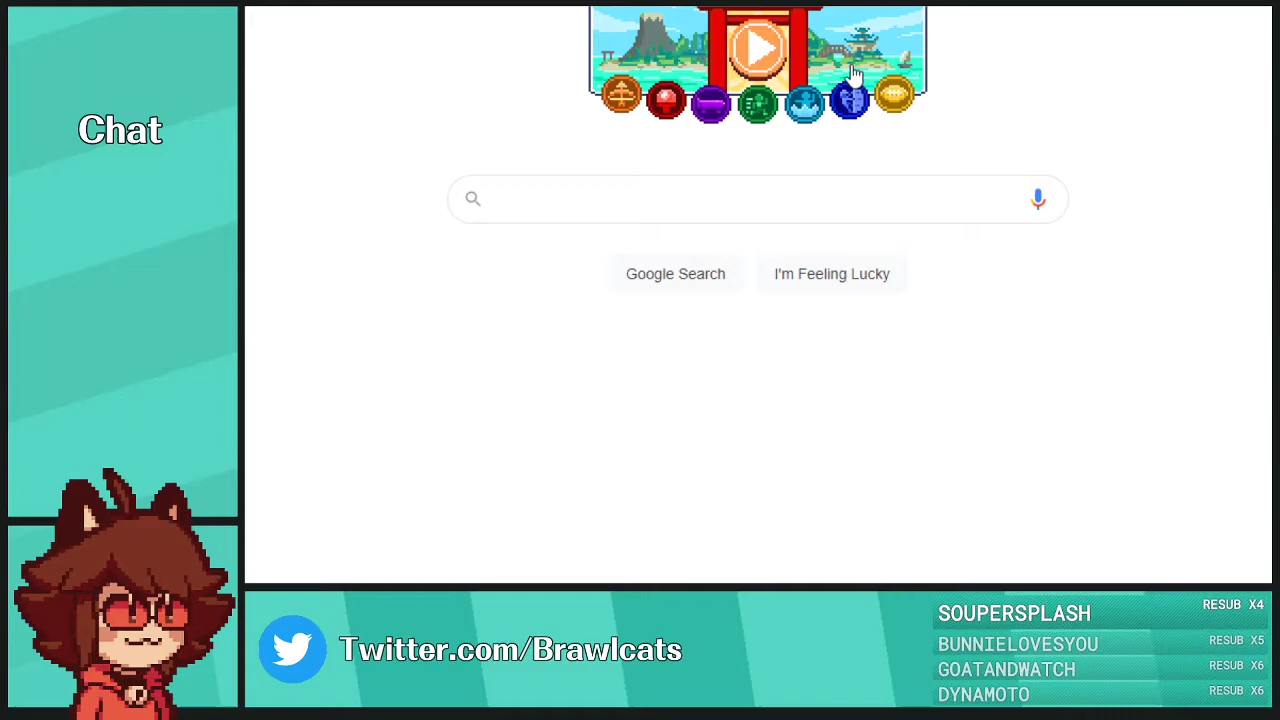 Chat
Google Search
I'm Feeling Lucky
Twitter.com/Brawlcats
SOUPERSPLASH RESUB X4
BUNNIELOVESYOU RESUB X5
GOATANDWATCH RESUB X6
DYNAMOTO RESUB X6